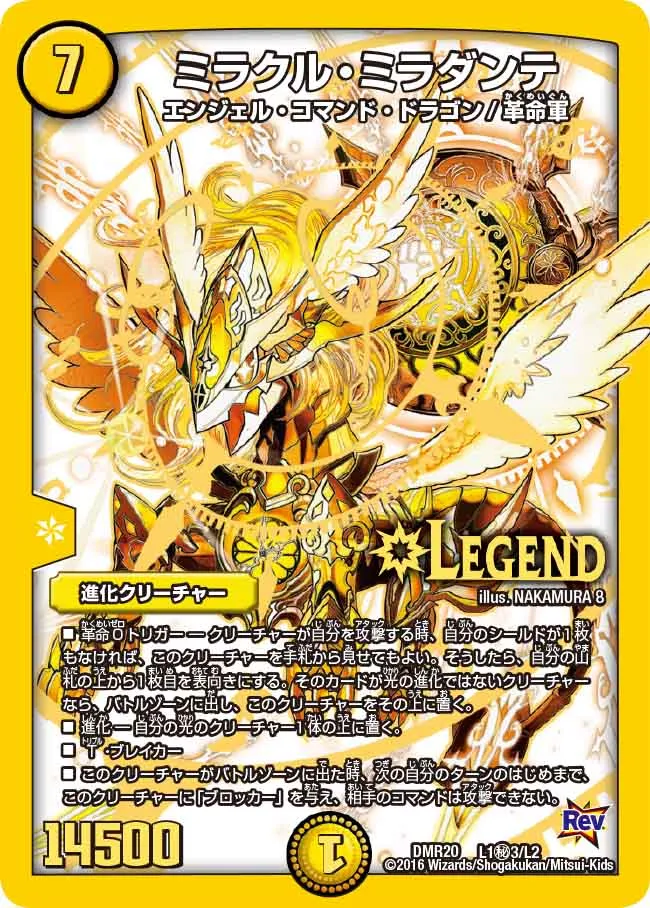 7
ミラクル・ミラダンテ
エンジェル・コマンド・ドラゴン/革命軍
かくめいぐん
LEGEND
illus. NAKAMURA 8
進化クリーチャー
■ 革命0トリガー ー クリーチャーが自分を攻撃する時、自分のシールドが1枚
もなければ、このクリーチャーを手札から見せてもよい。そうしたら、自分の山
札の上から1枚目を表向きにする。そのカードが光の進化ではないクリーチャー
なら、バトルゾーンに出し、このクリーチャーをその上に置く。
■ 進化ー自分の光のクリーチャー1体の上に置く。
■ T・ブレイカー
■ このクリーチャーがバトルゾーンに出た時、次の自分のターンのはじめまで、
このクリーチャーに「ブロッカー」を与え、相手のコマンドは攻撃できない。
14500
1
Rev.
DMR20 L1㊙3/L2
©2016 Wizards/Shogakukan/Mitsui-Kids